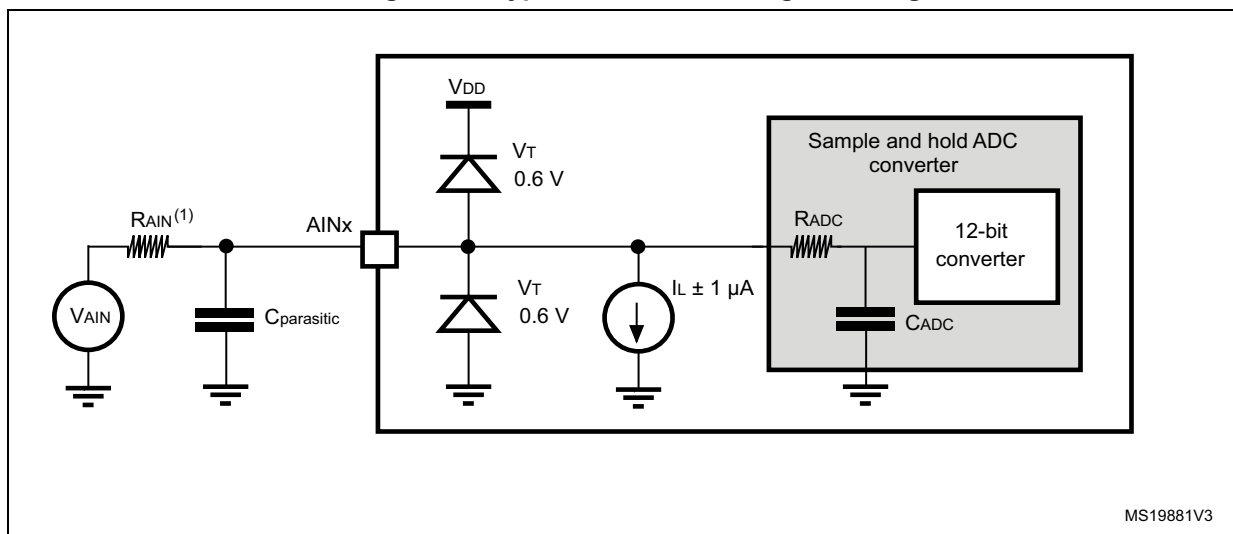 VDD
VT
0.6 V
Sample and hold ADC
converter
RAIN(1)
AINx
RADC
12-bit
converter
VAIN
Cparasitic
VT
0.6 V
IL ± 1 µA
CADC
MS19881V3